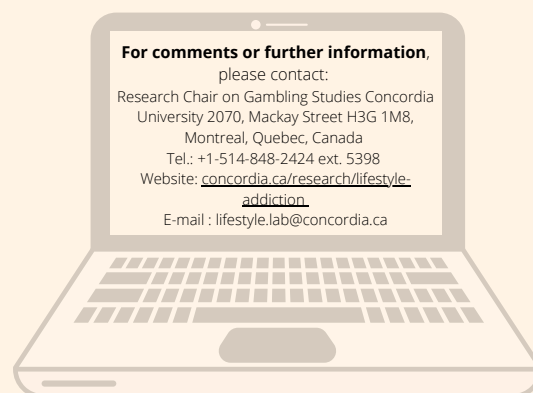 For comments or further information,
please contact:
Research Chair on Gambling Studies Concordia
University 2070, Mackay Street H3G 1M8,
Montreal, Quebec, Canada
Tel.: +1-514-848-2424 ext. 5398
Website: concordia.ca/research/lifestyle-
addiction
E-mail : lifestyle.lab@concordia.ca